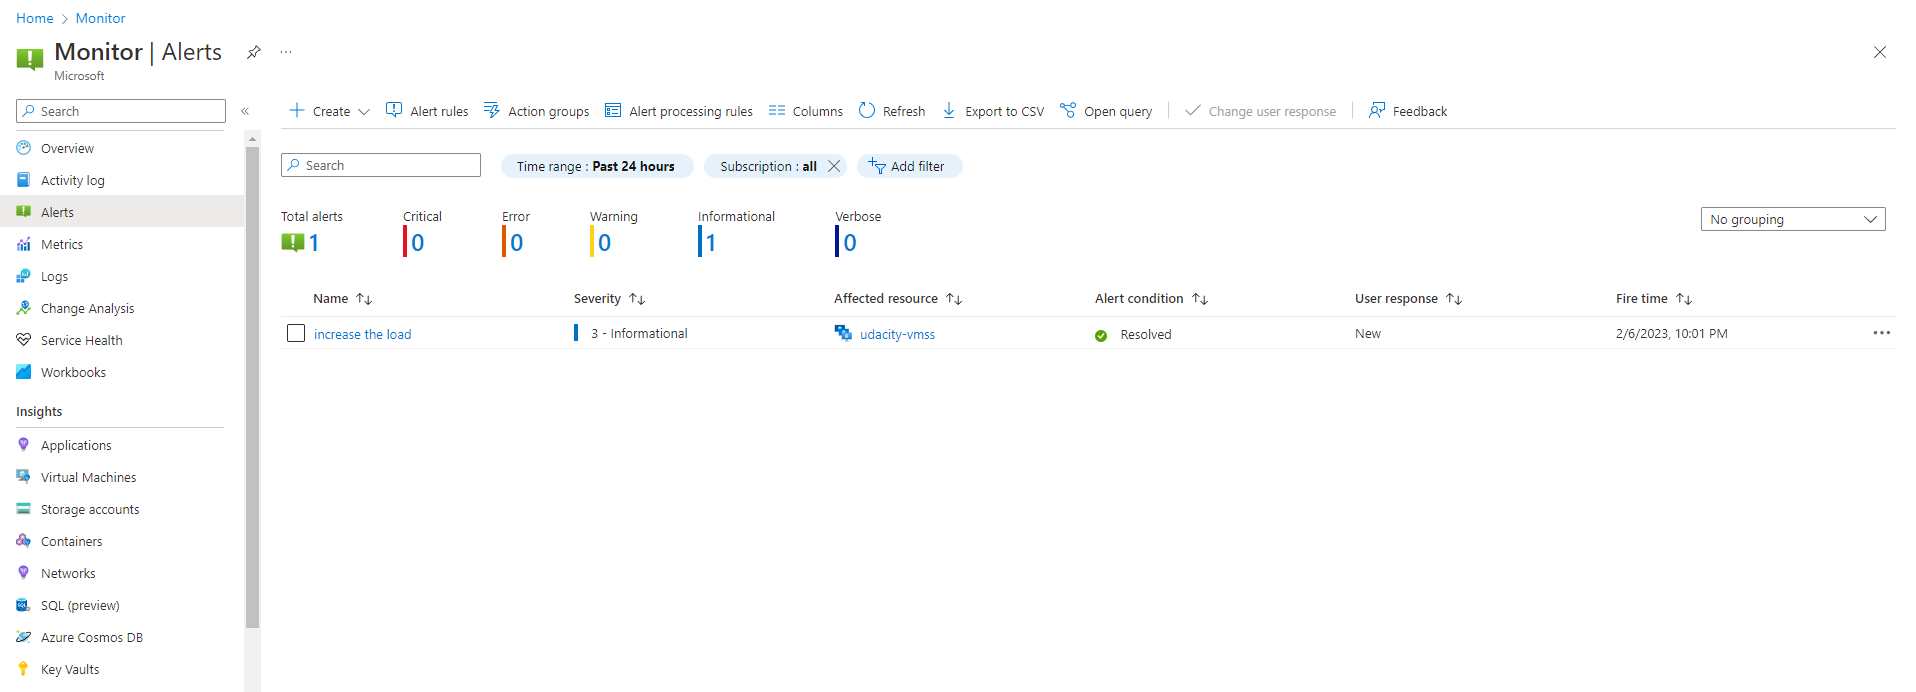 Home > Monitor
Monitor | Alerts ...
Microsoft
Search «
Overview
Activity log
Alerts
Metrics
Logs
Change Analysis
Service Health
Workbooks
Insights
Applications
Virtual Machines
Storage accounts
Containers
Networks
SQL (preview)
Azure Cosmos DB
Key Vaults
Create Alert rules Action groups Alert processing rules Columns Refresh Export to CSV Open query Change user response Feedback
Search Time range : Past 24 hours Subscription : all Add filter
Total alerts Critical Error Warning Informational Verbose
1 0 0 0 1 0
No grouping
Name Severity Affected resource Alert condition User response Fire time
increase the load 3 - Informational udacity-vmss Resolved New 2/6/2023, 10:01 PM ...